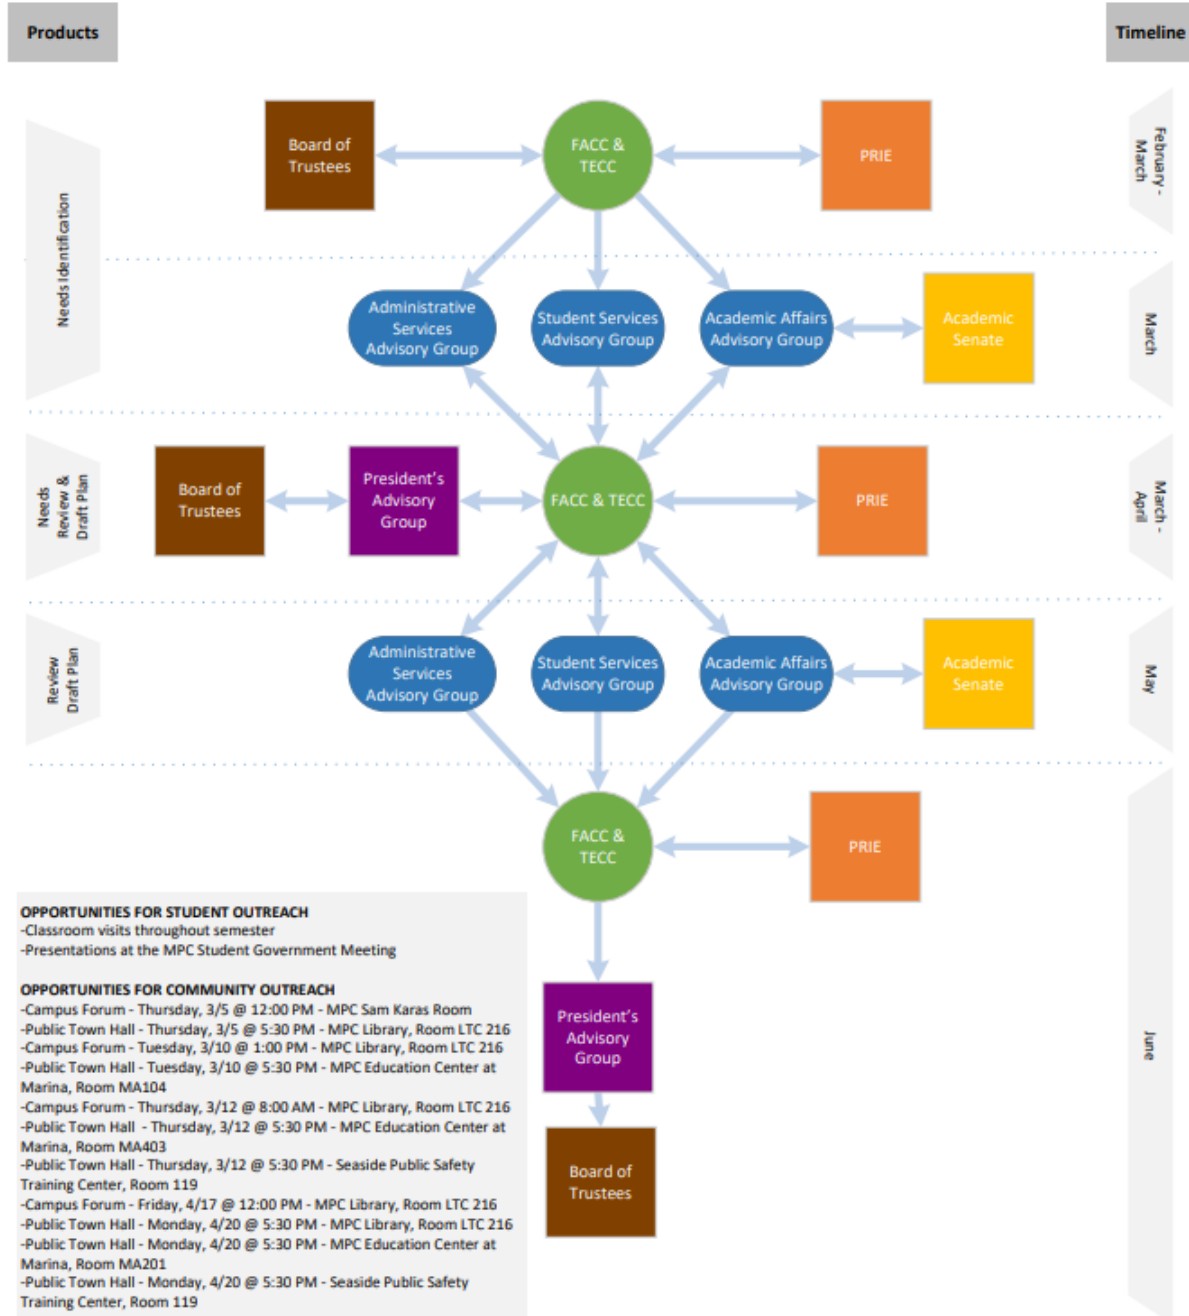 Products
Timeline
Board of
Trustees
FACC &
TECC
PRIE
February -
March
Needs Identification
Administrative
Services
Advisory Group
Student Services
Advisory Group
Academic Affairs
Advisory Group
Academic
Senate
March
Needs
Review &
Draft Plan
Board of
Trustees
President's
Advisory
Group
FACC & TECC
PRIE
March -
April
Review
Draft Plan
Administrative
Services
Advisory Group
Student Services
Advisory Group
Academic Affairs
Advisory Group
Academic
Senate
May
FACC &
TECC
PRIE
OPPORTUNITIES FOR STUDENT OUTREACH
-Classroom visits throughout semester
-Presentations at the MPC Student Government Meeting
OPPORTUNITIES FOR COMMUNITY OUTREACH
-Campus Forum - Thursday, 3/5 @ 12:00 PM - MPC Sam Karas Room
-Public Town Hall - Thursday, 3/5 @ 5:30 PM - MPC Library, Room LTC 216
-Campus Forum - Tuesday, 3/10 @ 1:00 PM - MPC Library, Room LTC 216
-Public Town Hall - Tuesday, 3/10 @ 5:30 PM - MPC Education Center at
Marina, Room MA104
-Campus Forum - Thursday, 3/12 @ 8:00 AM - MPC Library, Room LTC 216
-Public Town Hall - Thursday, 3/12 @ 5:30 PM - MPC Education Center at
Marina, Room MA403
-Public Town Hall - Thursday, 3/12 @ 5:30 PM - Seaside Public Safety
Training Center, Room 119
-Campus Forum - Friday, 4/17 @ 12:00 PM - MPC Library, Room LTC 216
-Public Town Hall - Monday, 4/20 @ 5:30 PM - MPC Library, Room LTC 216
-Public Town Hall - Monday, 4/20 @ 5:30 PM - MPC Education Center at
Marina, Room MA201
-Public Town Hall - Monday, 4/20 @ 5:30 PM - Seaside Public Safety
Training Center, Room 119
President's
Advisory
Group
June
Board of
Trustees